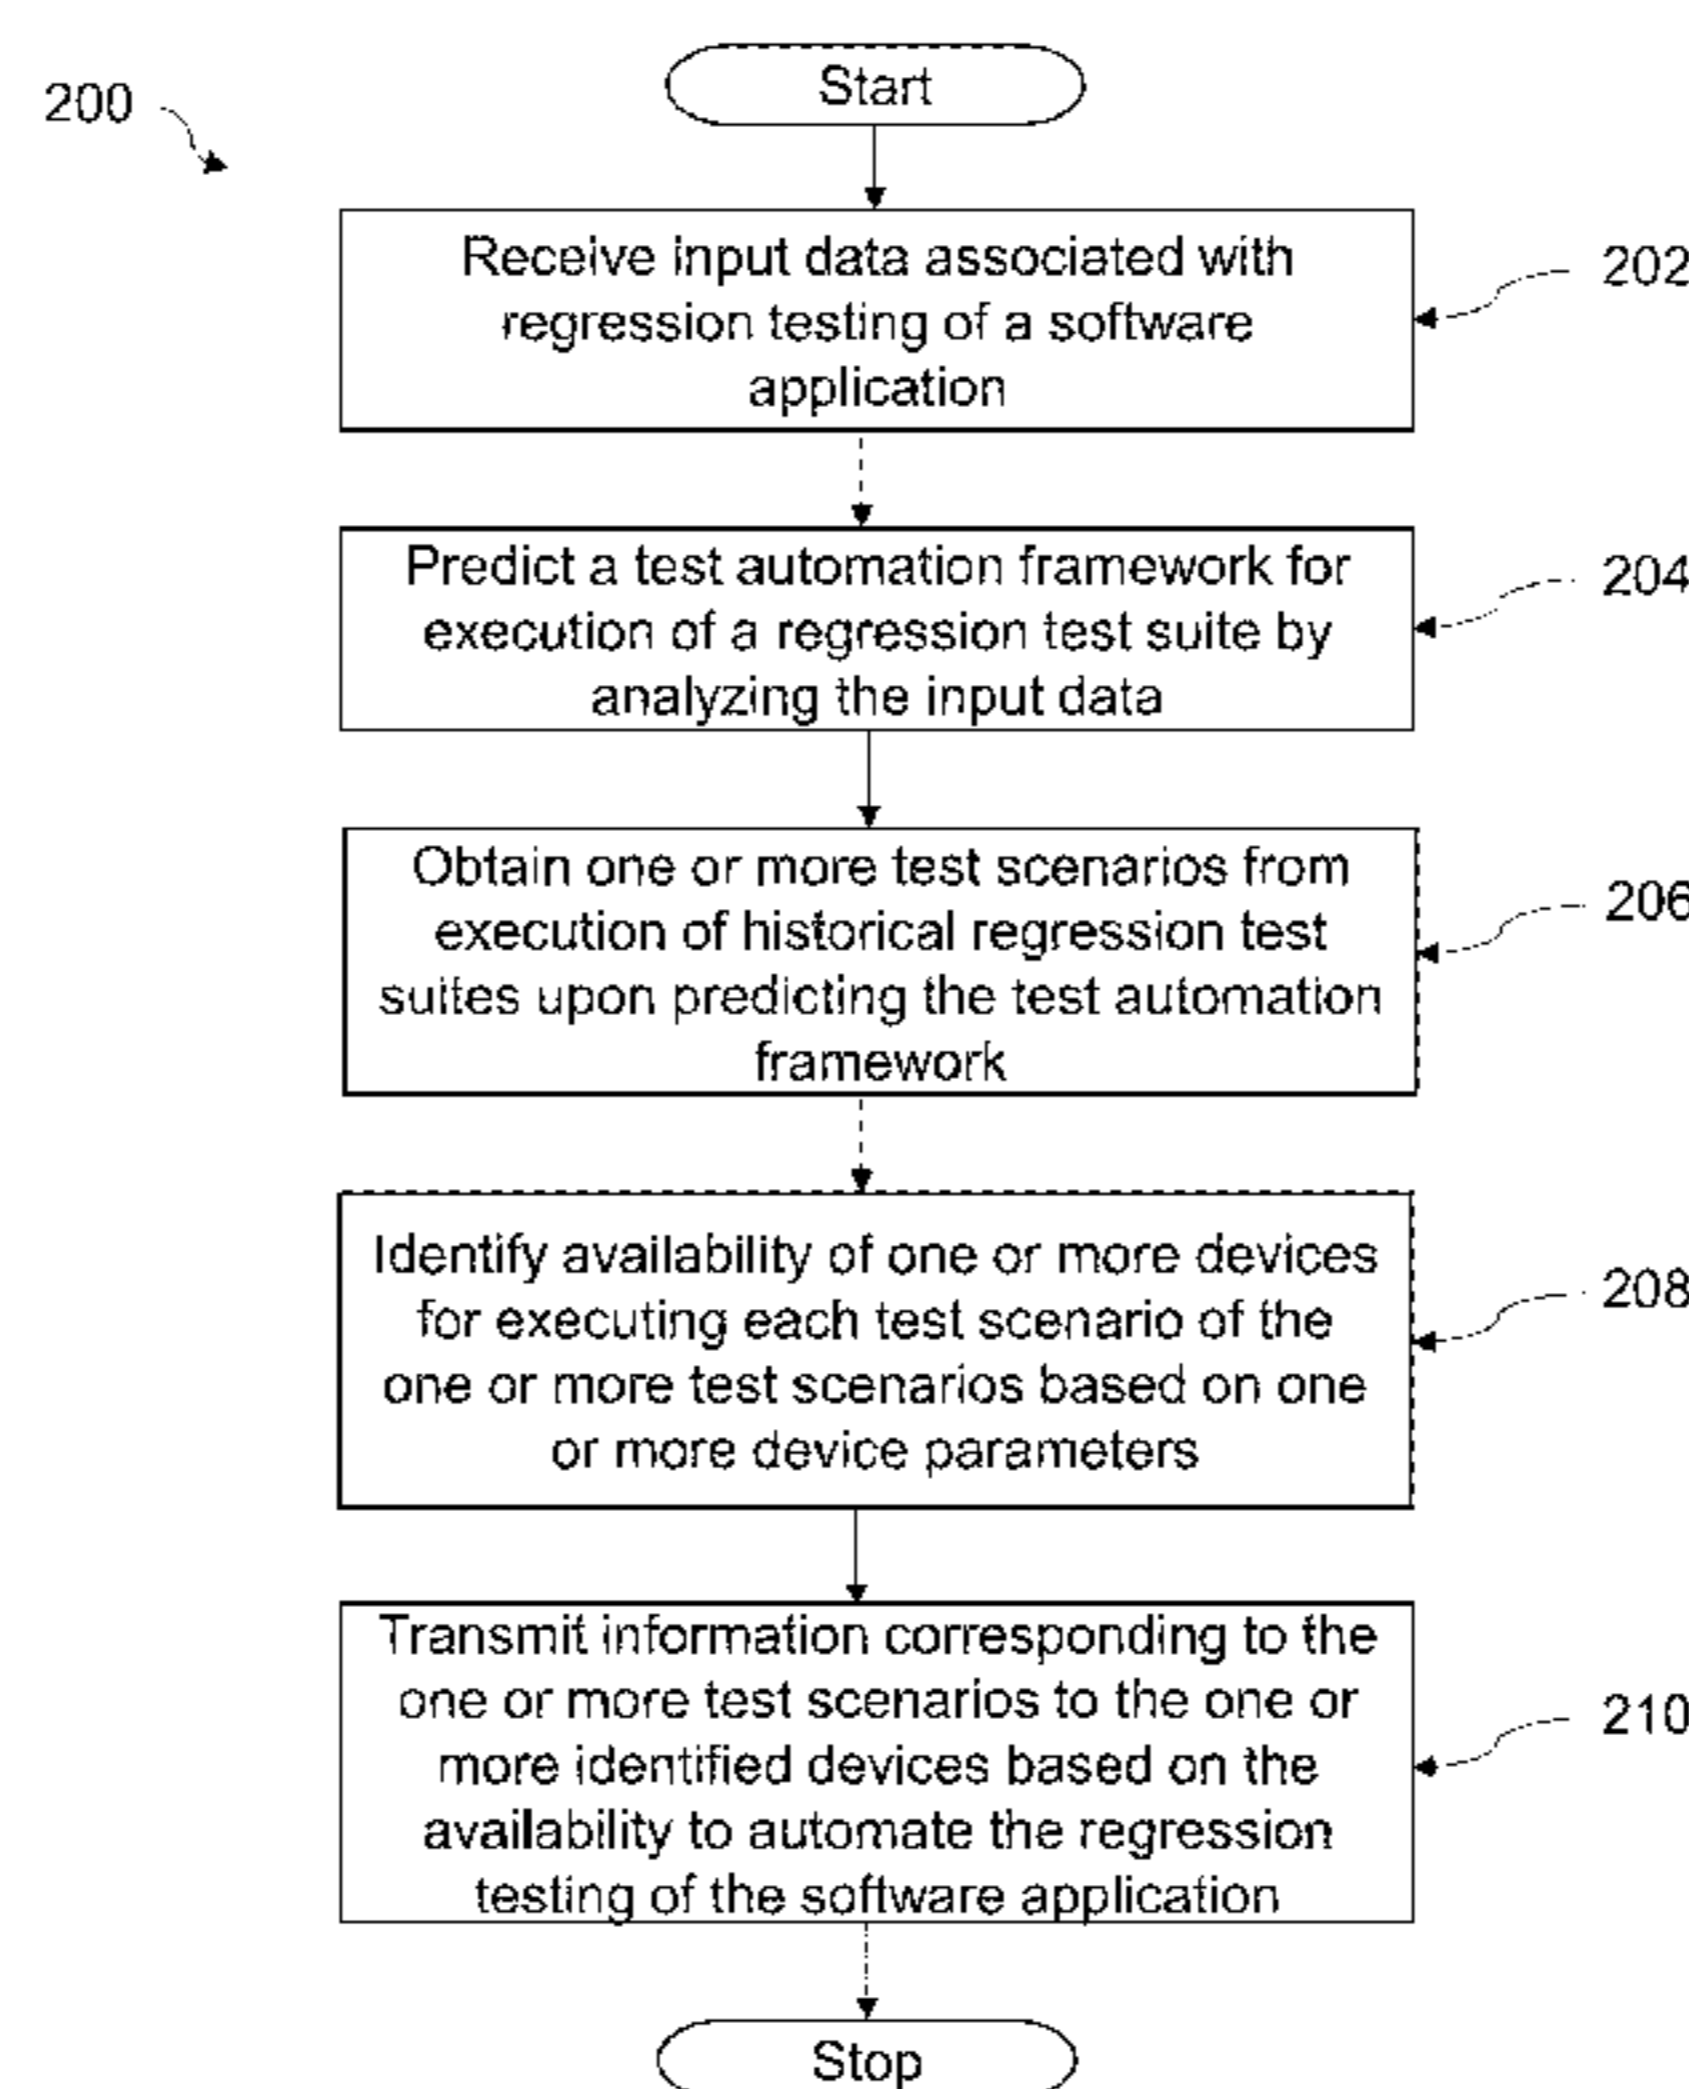 200
Start
Receive input data associated with
regression testing of a software
application
202
Predict a test automation framework for
execution of a regression test suite by
analyzing the input data
204
Obtain one or more test scenarios from
execution of historical regression test
suites upon predicting the test automation
framework
206
Identify availability of one or more devices
for executing each test scenario of the
one or more test scenarios based on one
or more device parameters
208
Transmit information corresponding to the
one or more test scenarios to the one or
more identified devices based on the
availability to automate the regression
testing of the software application
210
Stop